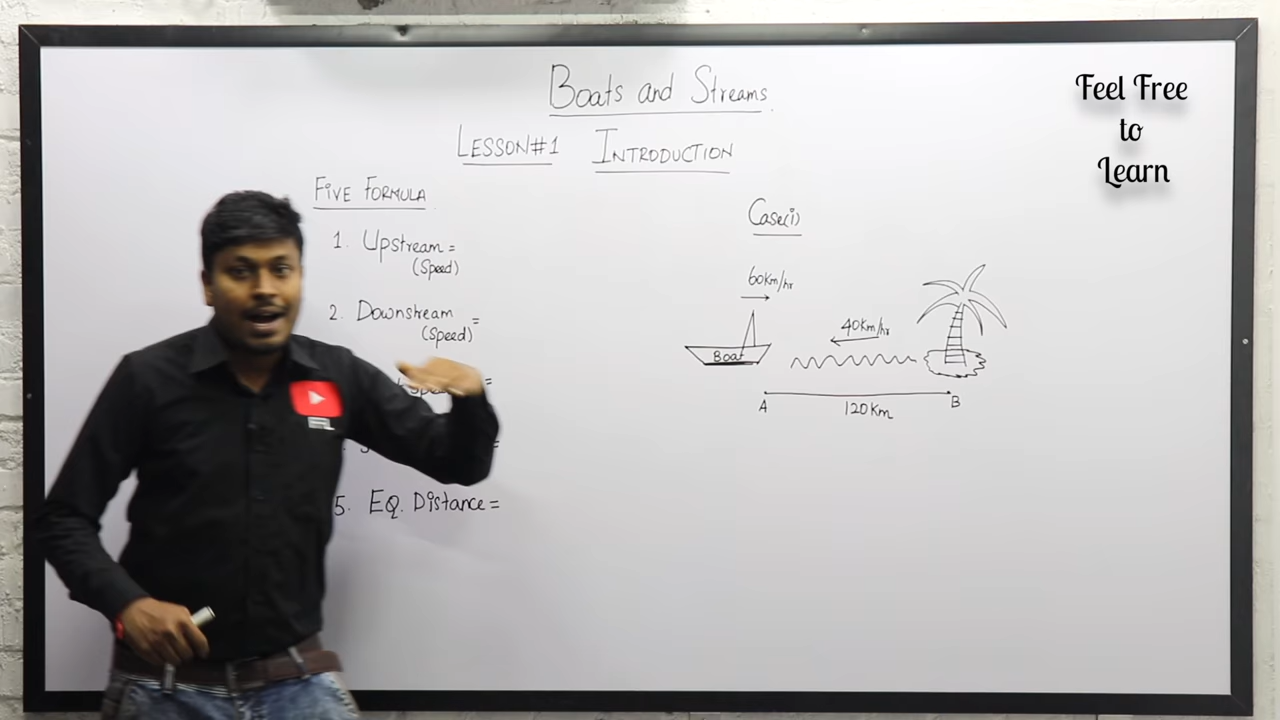 Boats and Streams
LESSON#1 INTRODUCTION
FIVE FORMULA
1. Upstream =
(Speed)
2. Downstream =
(Speed)
=
=
5. EQ. Distance =
Case(i)
60km/hr
40km/hr
Boat
A B
120km
Feel Free
to
Learn